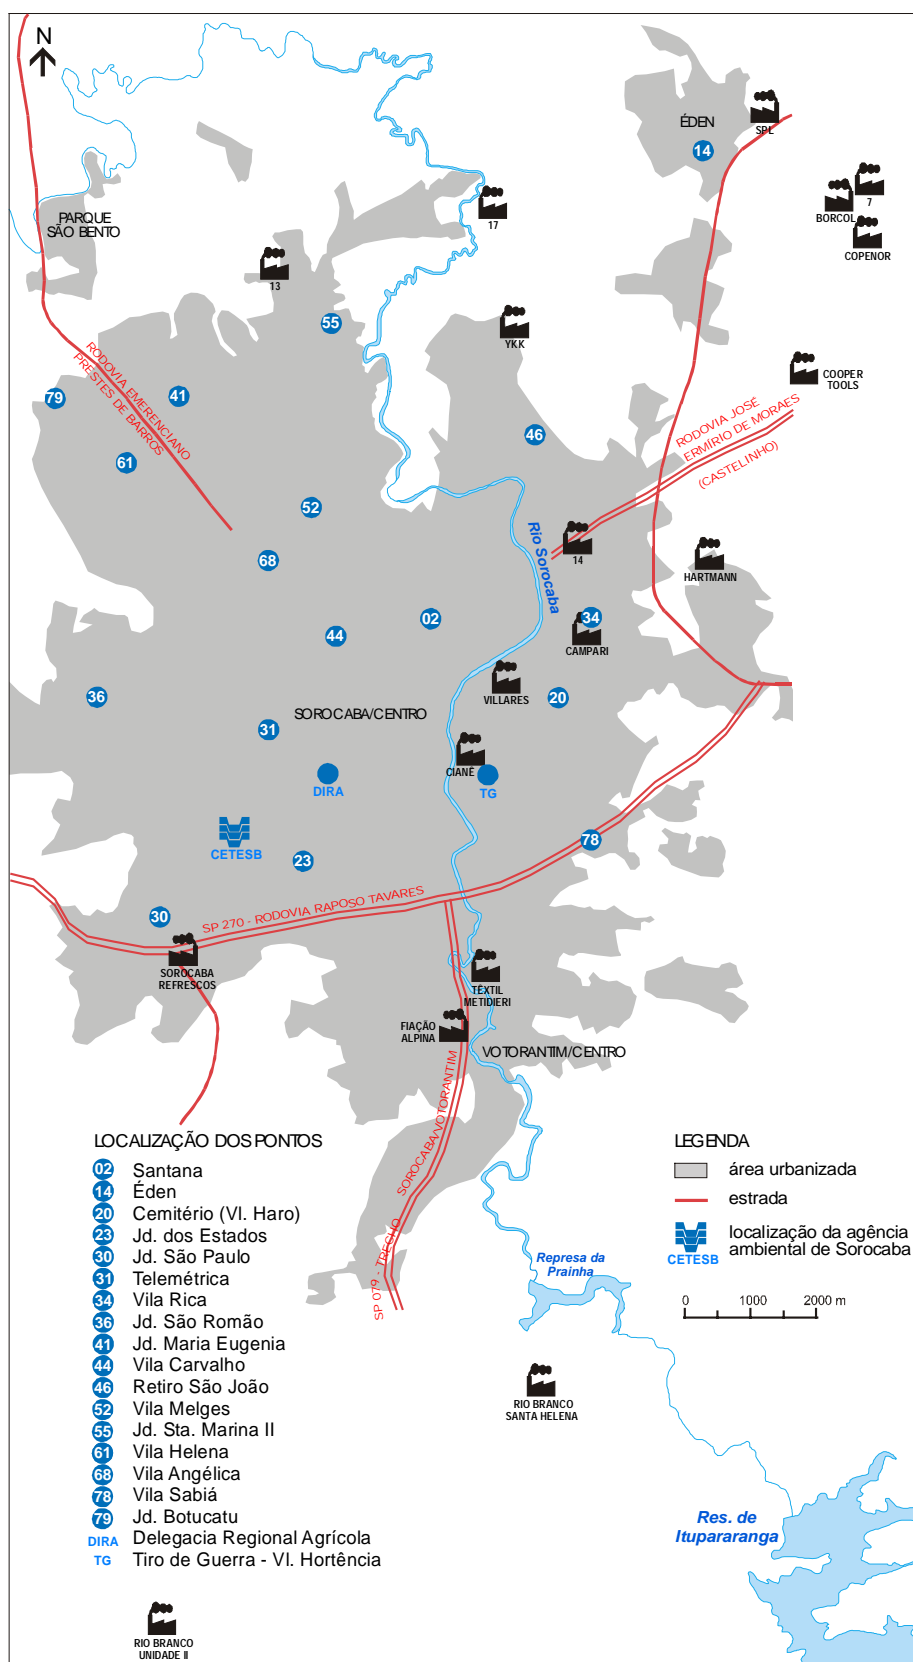 N
ÉDEN
SPL
14
7
BORCOL
COPENOR
17
PARQUE
SÃO BENTO
13
55
YKK
COOPER
TOOLS
RODOVIA EMERENCIANO
PRESTES DE BARROS
79
41
RODOVIA JOSÉ
ERMÍRIO DE MORAES
(CASTELINHO)
46
61
52
Rio Sorocaba
14
68
HARTMANN
02
34
44
CAMPARI
36
VILLARES
20
SOROCABA/CENTRO
31
CIANÊ
DIRA
TG
CETESB
78
23
SP 270 - RODOVIA RAPOSO TAVARES
30
SOROCABA
REFRESCOS
TÊXTIL
METIDIERI
FIAÇÃO
ALPINA
VOTORANTIM/CENTRO
SP 079 - TRECHO SOROCABA/VOTORANTIM
LOCALIZAÇÃO DOS PONTOS
02 Santana
14 Éden
20 Cemitério (Vl. Haro)
23 Jd. dos Estados
30 Jd. São Paulo
31 Telemétrica
34 Vila Rica
36 Jd. São Romão
41 Jd. Maria Eugenia
44 Vila Carvalho
46 Retiro São João
52 Vila Melges
55 Jd. Sta. Marina II
61 Vila Helena
68 Vila Angélica
78 Vila Sabiá
79 Jd. Botucatu
DIRA Delegacia Regional Agrícola
TG Tiro de Guerra - Vl. Hortência
LEGENDA
área urbanizada
estrada
CETESB
localização da agência
ambiental de Sorocaba
0 1000 2000 m
Represa da
Prainha
RIO BRANCO
SANTA HELENA
Res. de
Itupararanga
RIO BRANCO
UNIDADE II